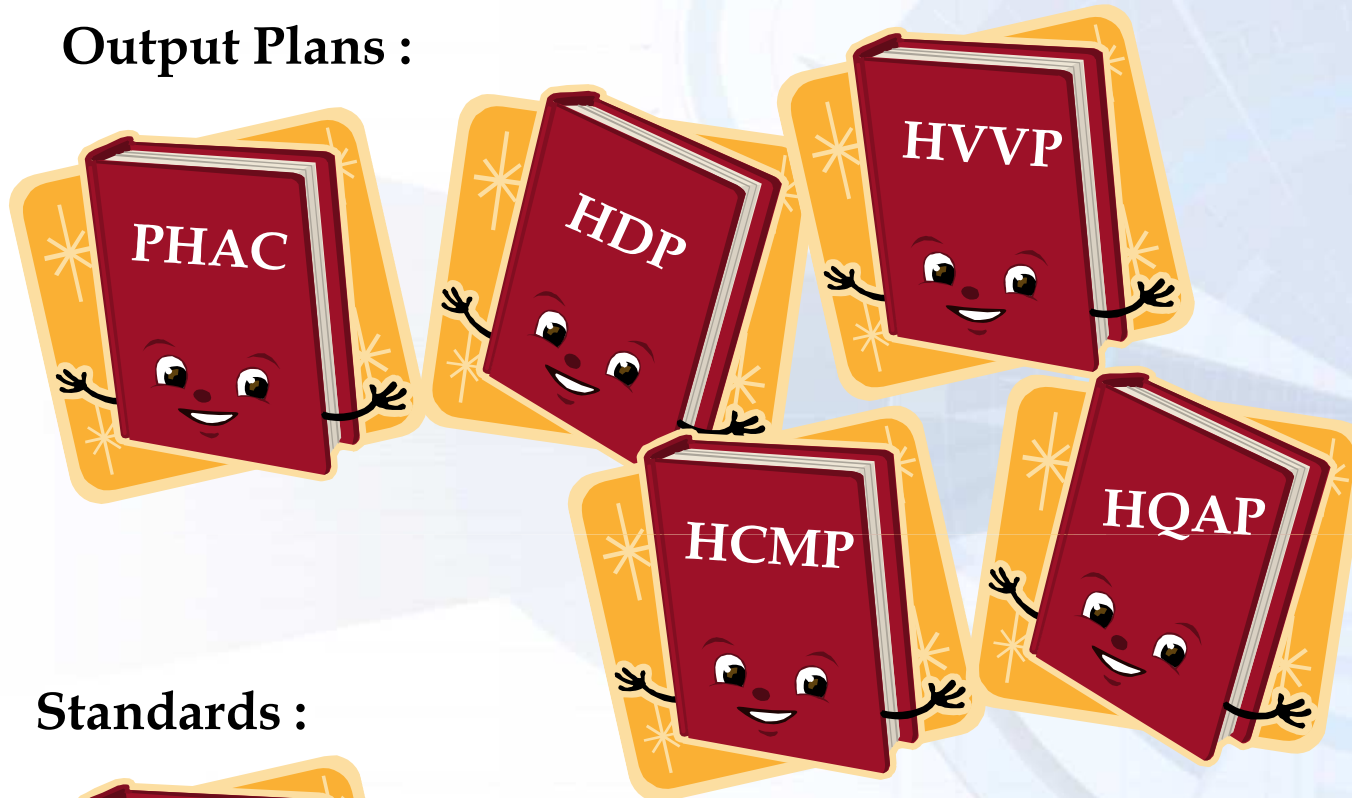 Output Plans :
PHAC
HDP
HVVP
HCMP
HQAP
Standards :